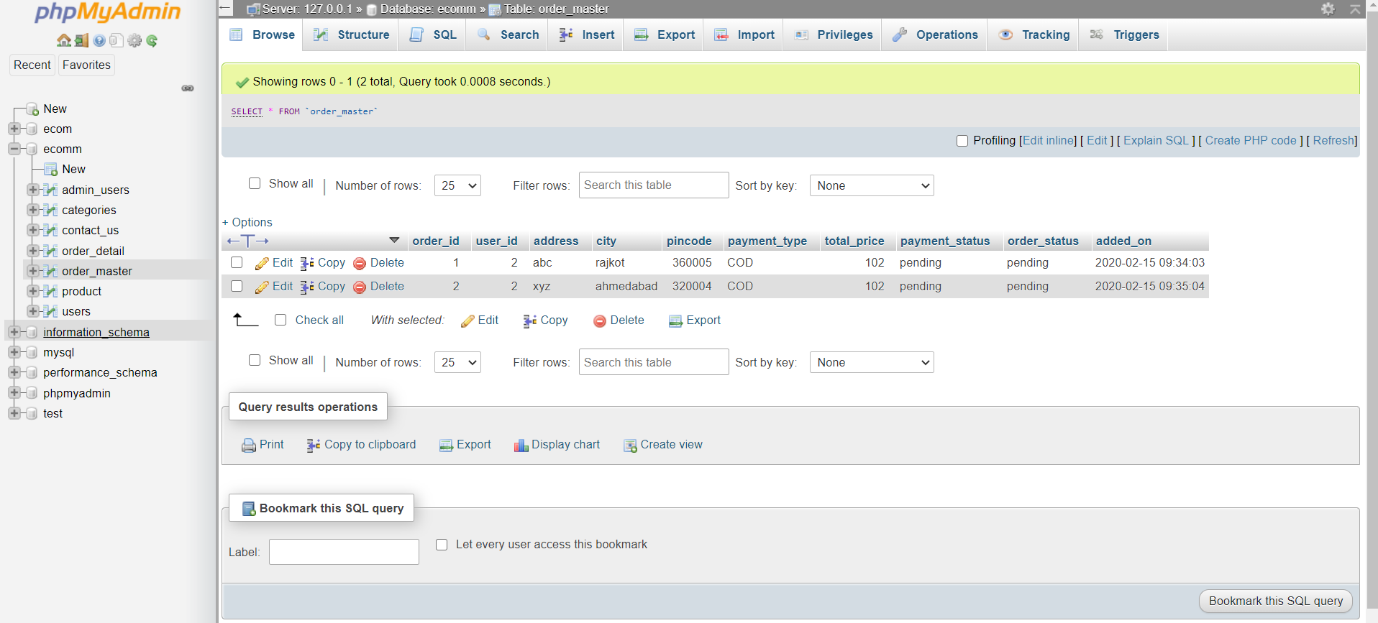 phpMyAdmin
Recent Favorites
New
ecom
ecomm
New
admin_users
categories
contact_us
order_detail
order_master
product
users
information_schema
mysql
performance_schema
phpmyadmin
test
Server: 127.0.0.1 » Database: ecomm » Table: order_master
Browse Structure SQL Search Insert Export Import Privileges Operations Tracking Triggers
Showing rows 0 - 1 (2 total, Query took 0.0008 seconds.)
SELECT * FROM `order_master`
Profiling [Edit inline] [ Edit ] [ Explain SQL ] [ Create PHP code ] [ Refresh]
Show all | Number of rows: 25 Filter rows: Search this table Sort by key: None
+ Options
←T→ order_id user_id address city pincode payment_type total_price payment_status order_status added_on
Edit Copy Delete 1 2 abc rajkot 360005 COD 102 pending pending 2020-02-15 09:34:03
Edit Copy Delete 2 2 xyz ahmedabad 320004 COD 102 pending pending 2020-02-15 09:35:04
Check all With selected: Edit Copy Delete Export
Show all | Number of rows: 25 Filter rows: Search this table Sort by key: None
Query results operations
Print Copy to clipboard Export Display chart Create view
Bookmark this SQL query
Label: Let every user access this bookmark
Bookmark this SQL query